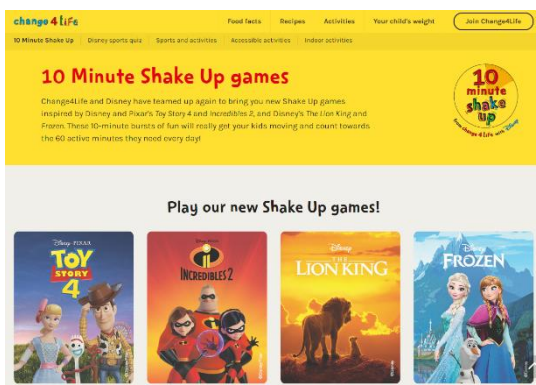 change 4 life
Food facts Recipes Activities Your child's weight Join Change4Life
10 Minute Shake Up Disney sports quiz Sports and activities Accessible activities Indoor activities
10 Minute Shake Up games
Change4Life and Disney have teamed up again to bring you new Shake Up games
inspired by Disney and Pixar's Toy Story 4 and Incredibles 2, and Disney's The Lion King and
Frozen. These 10-minute bursts of fun will really get your kids moving and count towards
the 60 active minutes they need every day!
10
minute
shake
up
from change 4 life with Disney
Play our new Shake Up games!
Disney PIXAR
TOY
STORY
4
INCREDIBLES 2
Disney
THE
LION KING
Disney
FROZEN